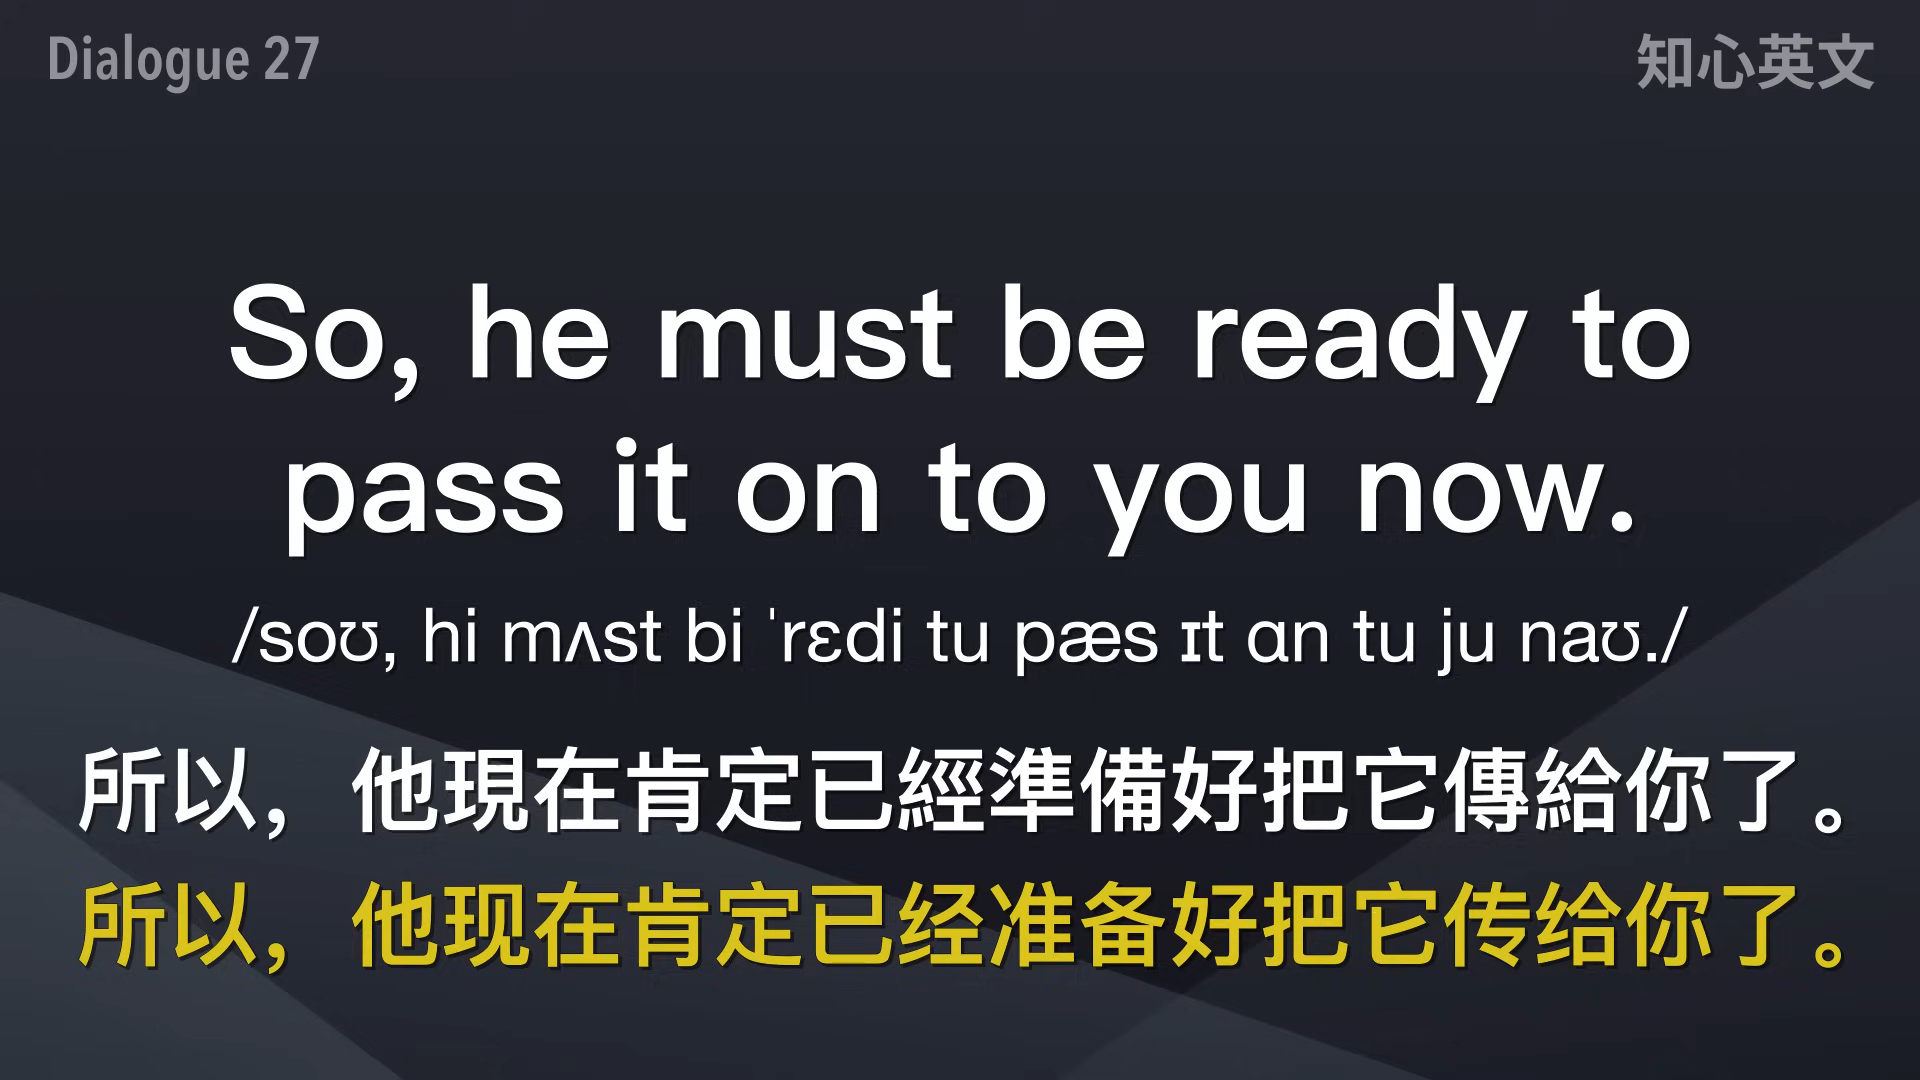 Dialogue 27
知心英文
So, he must be ready to
pass it on to you now.
/soʊ, hi mʌst bi ˈrɛdi tu pæs ɪt ɑn tu ju naʊ./
所以，他現在肯定已經準備好把它傳給你了。
所以，他现在肯定已经准备好把它传给你了。